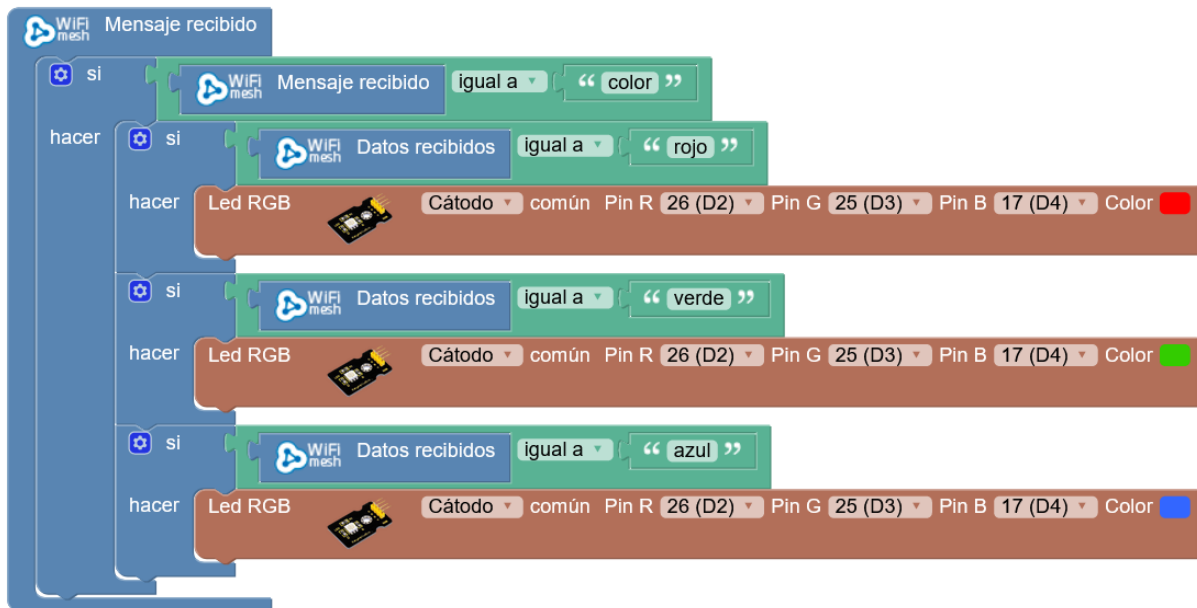 WiFi mesh Mensaje recibido
si WiFi mesh Mensaje recibido igual a “ color ”
hacer si WiFi mesh Datos recibidos igual a “ rojo ”
hacer Led RGB Cátodo común Pin R 26 (D2) Pin G 25 (D3) Pin B 17 (D4) Color
si WiFi mesh Datos recibidos igual a “ verde ”
hacer Led RGB Cátodo común Pin R 26 (D2) Pin G 25 (D3) Pin B 17 (D4) Color
si WiFi mesh Datos recibidos igual a “ azul ”
hacer Led RGB Cátodo común Pin R 26 (D2) Pin G 25 (D3) Pin B 17 (D4) Color